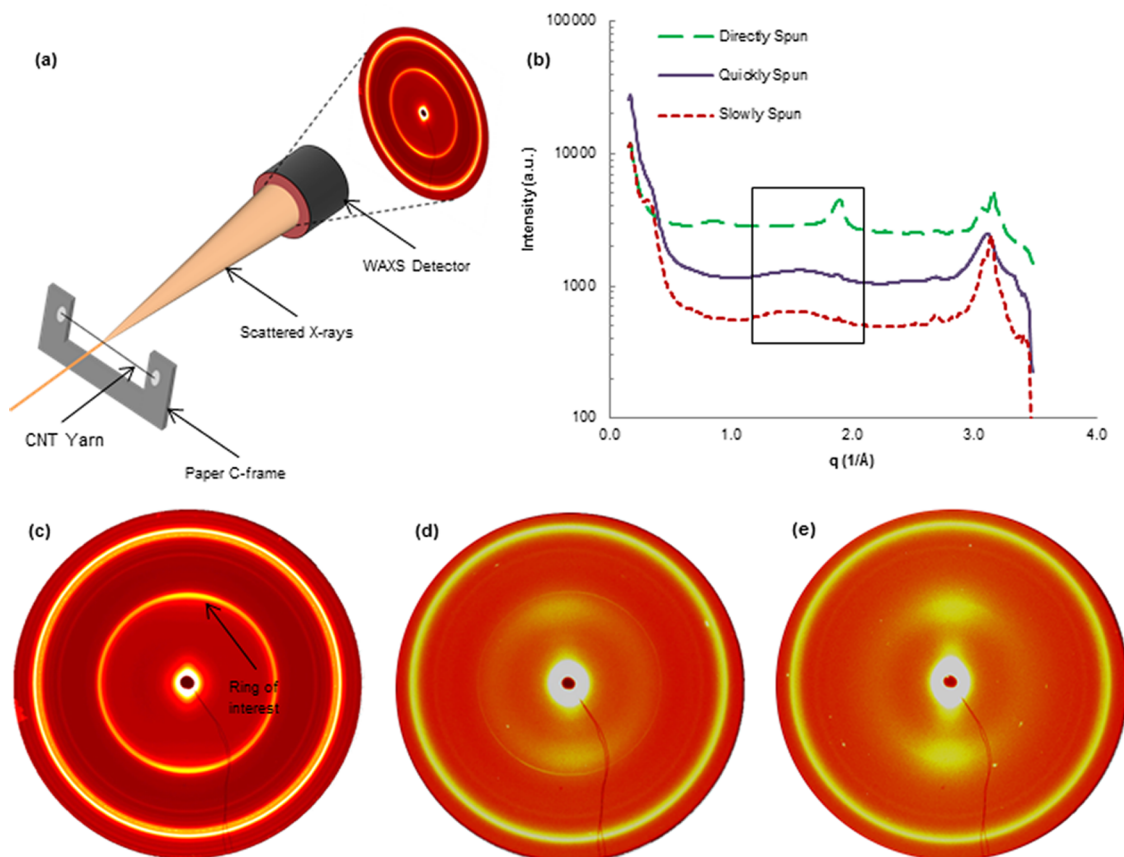 (a)
WAXS Detector
Scattered X-rays
CNT Yarn
Paper C-frame
(b)
Directly Spun
Quickly Spun
Slowly Spun
Intensity (a.u.)
100000
10000
1000
100
0.0 1.0 2.0 3.0 4.0
q (1/Å)
(c)
Ring of
interest
(d)
(e)